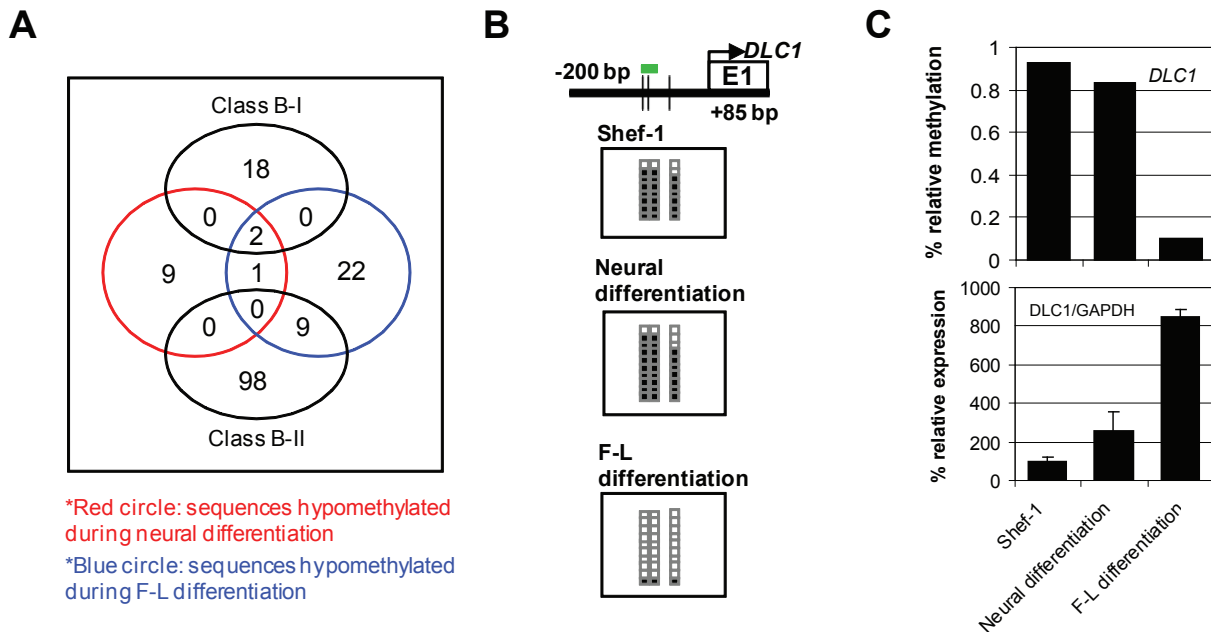 A
Class B-I
18
0
0
2
9
1
22
0
0
9
98
Class B-II
*Red circle: sequences hypomethylated
during neural differentiation
*Blue circle: sequences hypomethylated
during F-L differentiation
B
DLC1
-200 bp
E1
+85 bp
Shef-1
Neural
differentiation
F-L
differentiation
C
% relative methylation
1
0.8
0.6
0.4
0.2
0
DLC1
% relative expression
1000
800
600
400
200
0
DLC1/GAPDH
Shef-1
Neural differentiation
F-L differentiation